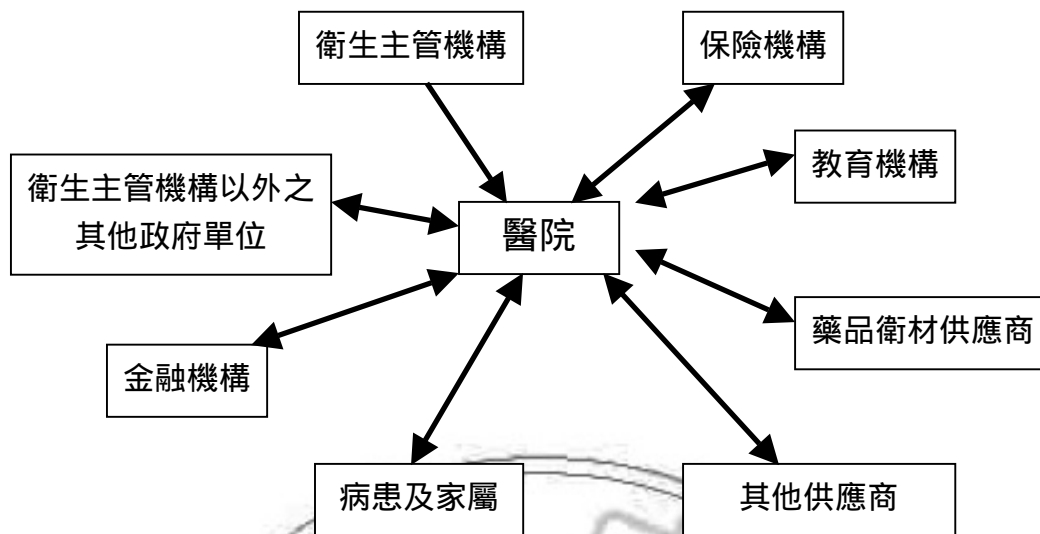 衛生主管機構
保險機構
教育機構
衛生主管機構以外之
其他政府單位
醫院
藥品衛材供應商
金融機構
病患及家屬
其他供應商